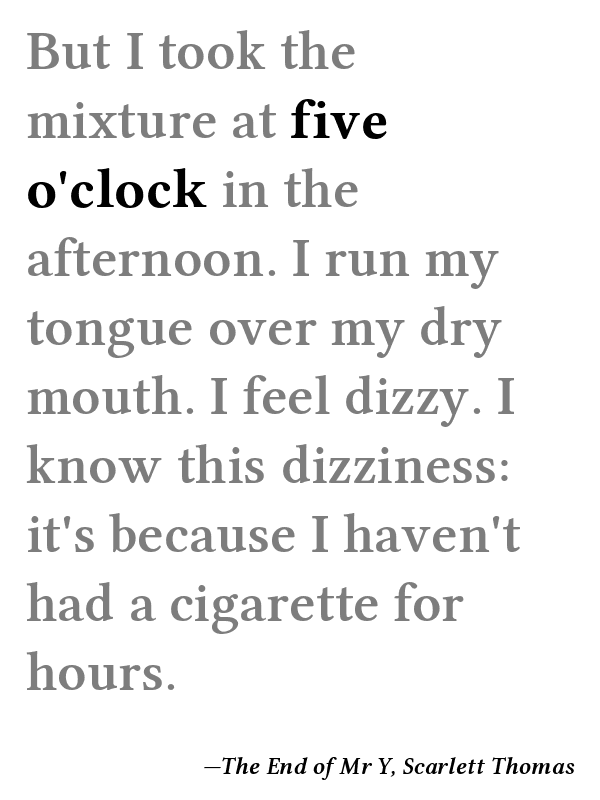 But I took the
mixture at five
o'clock in the
afternoon. I run my
tongue over my dry
mouth. I feel dizzy. I
know this dizziness:
it's because I haven't
had a cigarette for
hours.
—The End of Mr Y, Scarlett Thomas